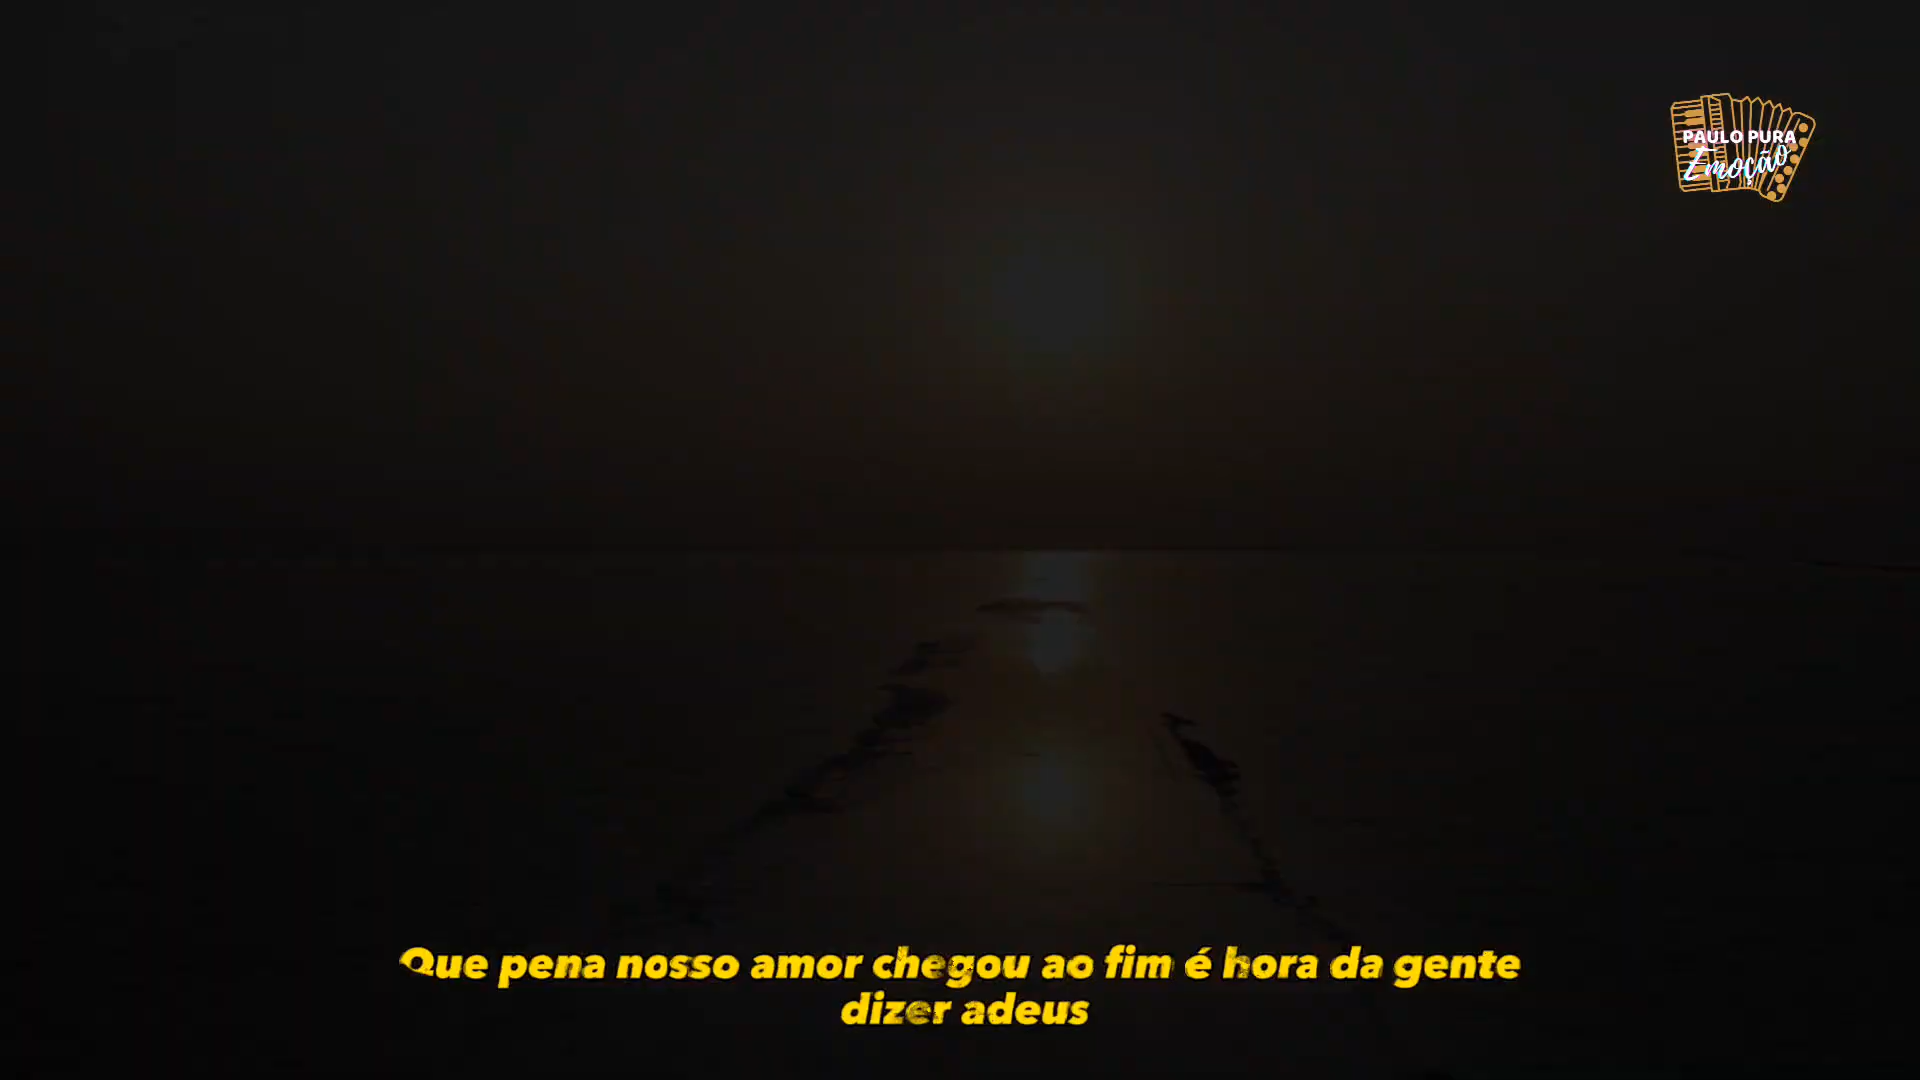 PAULO PURA
Emoção
Que pena nosso amor chegou ao fim é hora da gente
dizer adeus